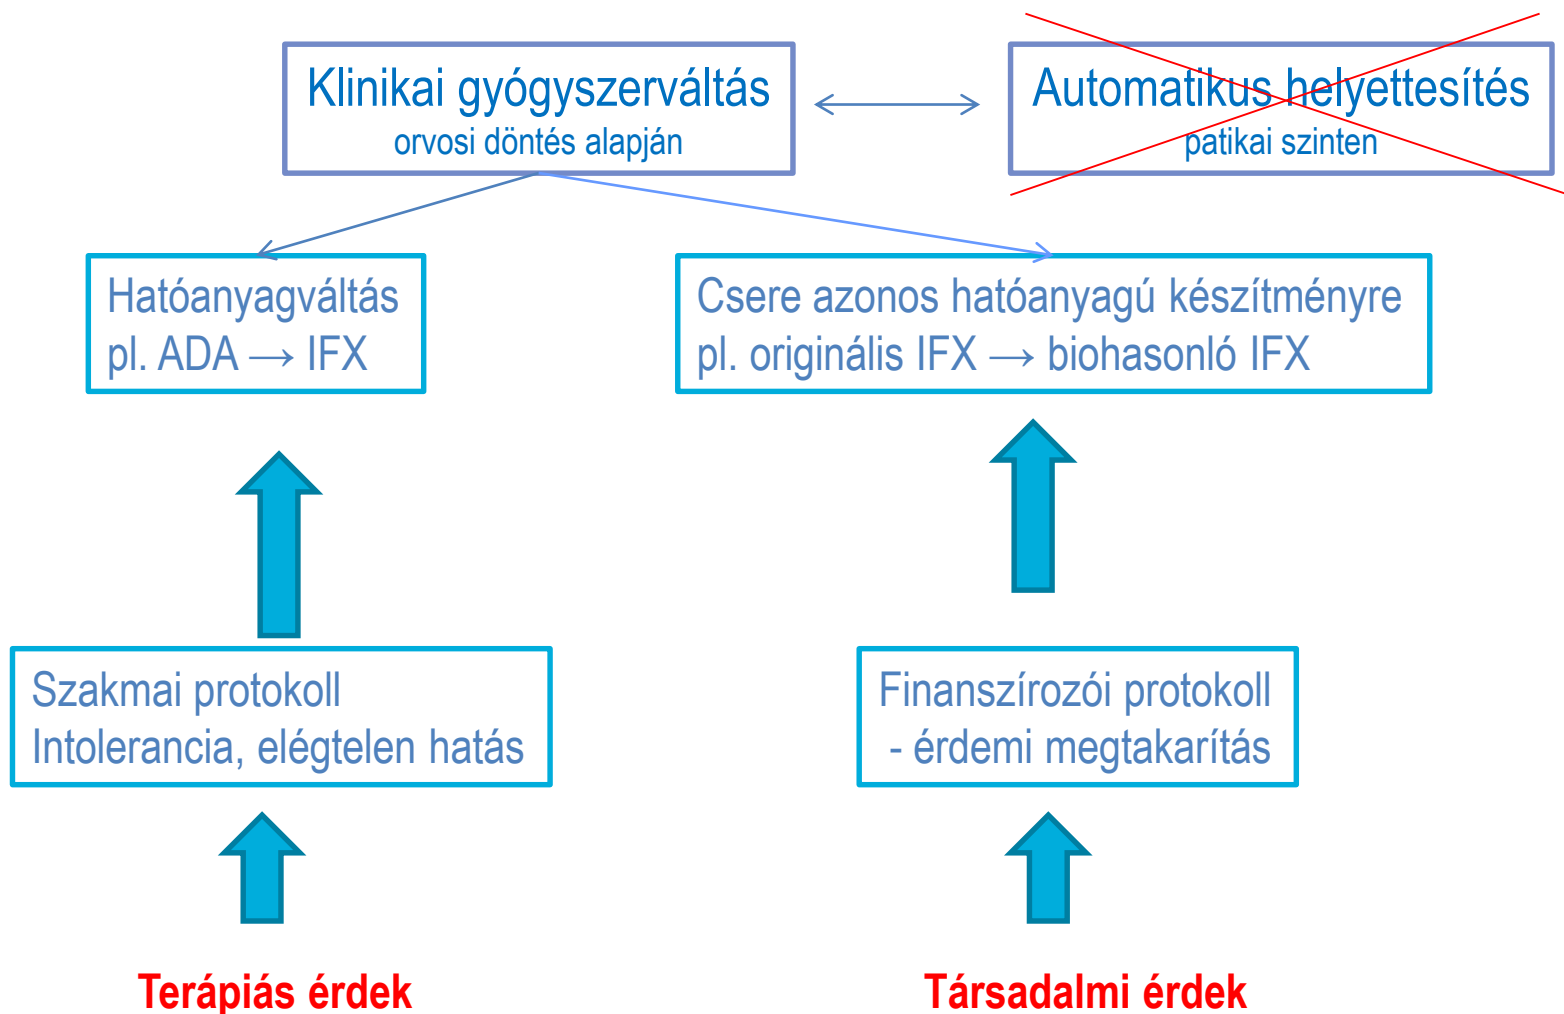 Klinikai gyógyszerváltás
orvosi döntés alapján
Automatikus helyettesítés
patikai szinten
Hatóanyagváltás
pl. ADA → IFX
Csere azonos hatóanyagú készítményre
pl. originális IFX → biohasonló IFX
Szakmai protokoll
Intolerancia, elégtelen hatás
Finanszírozói protokoll
- érdemi megtakarítás
Terápiás érdek
Társadalmi érdek